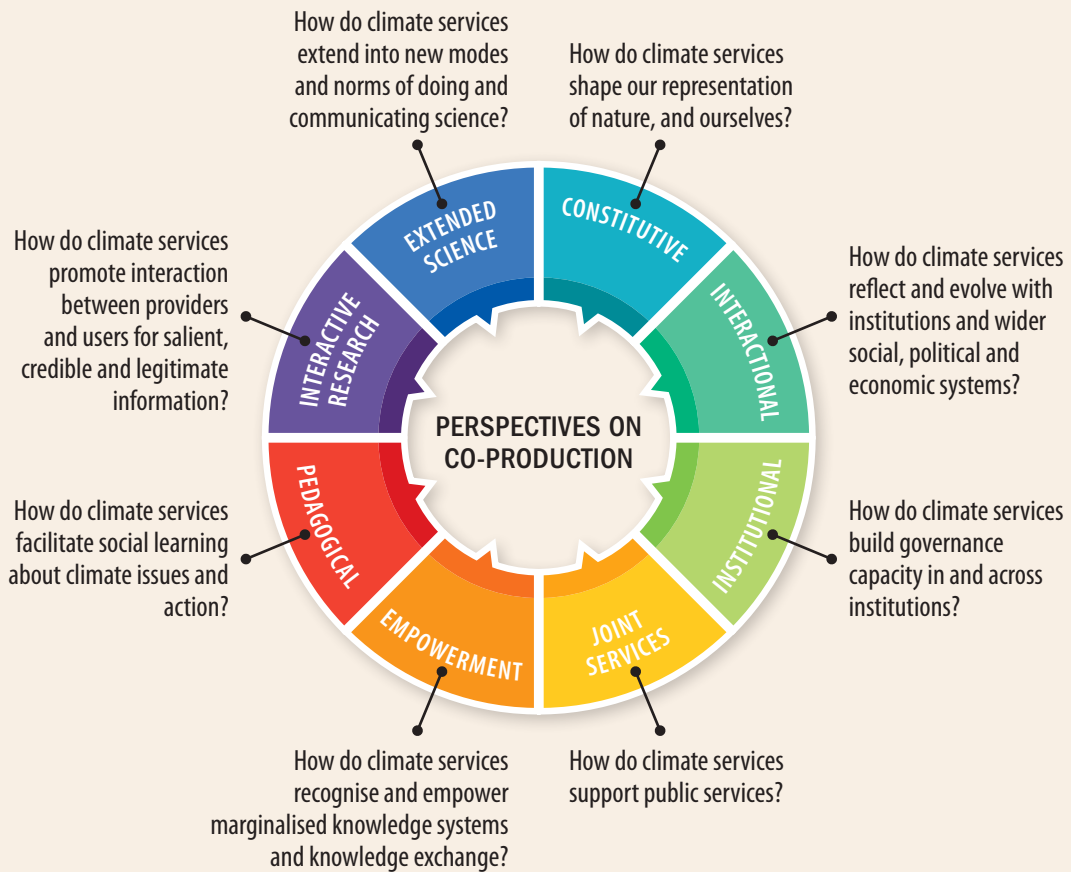 How do climate services
extend into new modes
and norms of doing and
communicating science?
How do climate services
shape our representation
of nature, and ourselves?
EXTENDED
SCIENCE
CONSTITUTIVE
How do climate services
promote interaction
between providers
and users for salient,
credible and legitimate
information?
INTERACTIVE
RESEARCH
INTERACTIONAL
How do climate services
reflect and evolve with
institutions and wider
social, political and
economic systems?
PERSPECTIVES ON
CO-PRODUCTION
How do climate services
facilitate social learning
about climate issues and
action?
PEDAGOGICAL
INSTITUTIONAL
How do climate services
build governance
capacity in and across
institutions?
EMPOWERMENT
JOINT
SERVICES
How do climate services
recognise and empower
marginalised knowledge systems
and knowledge exchange?
How do climate services
support public services?